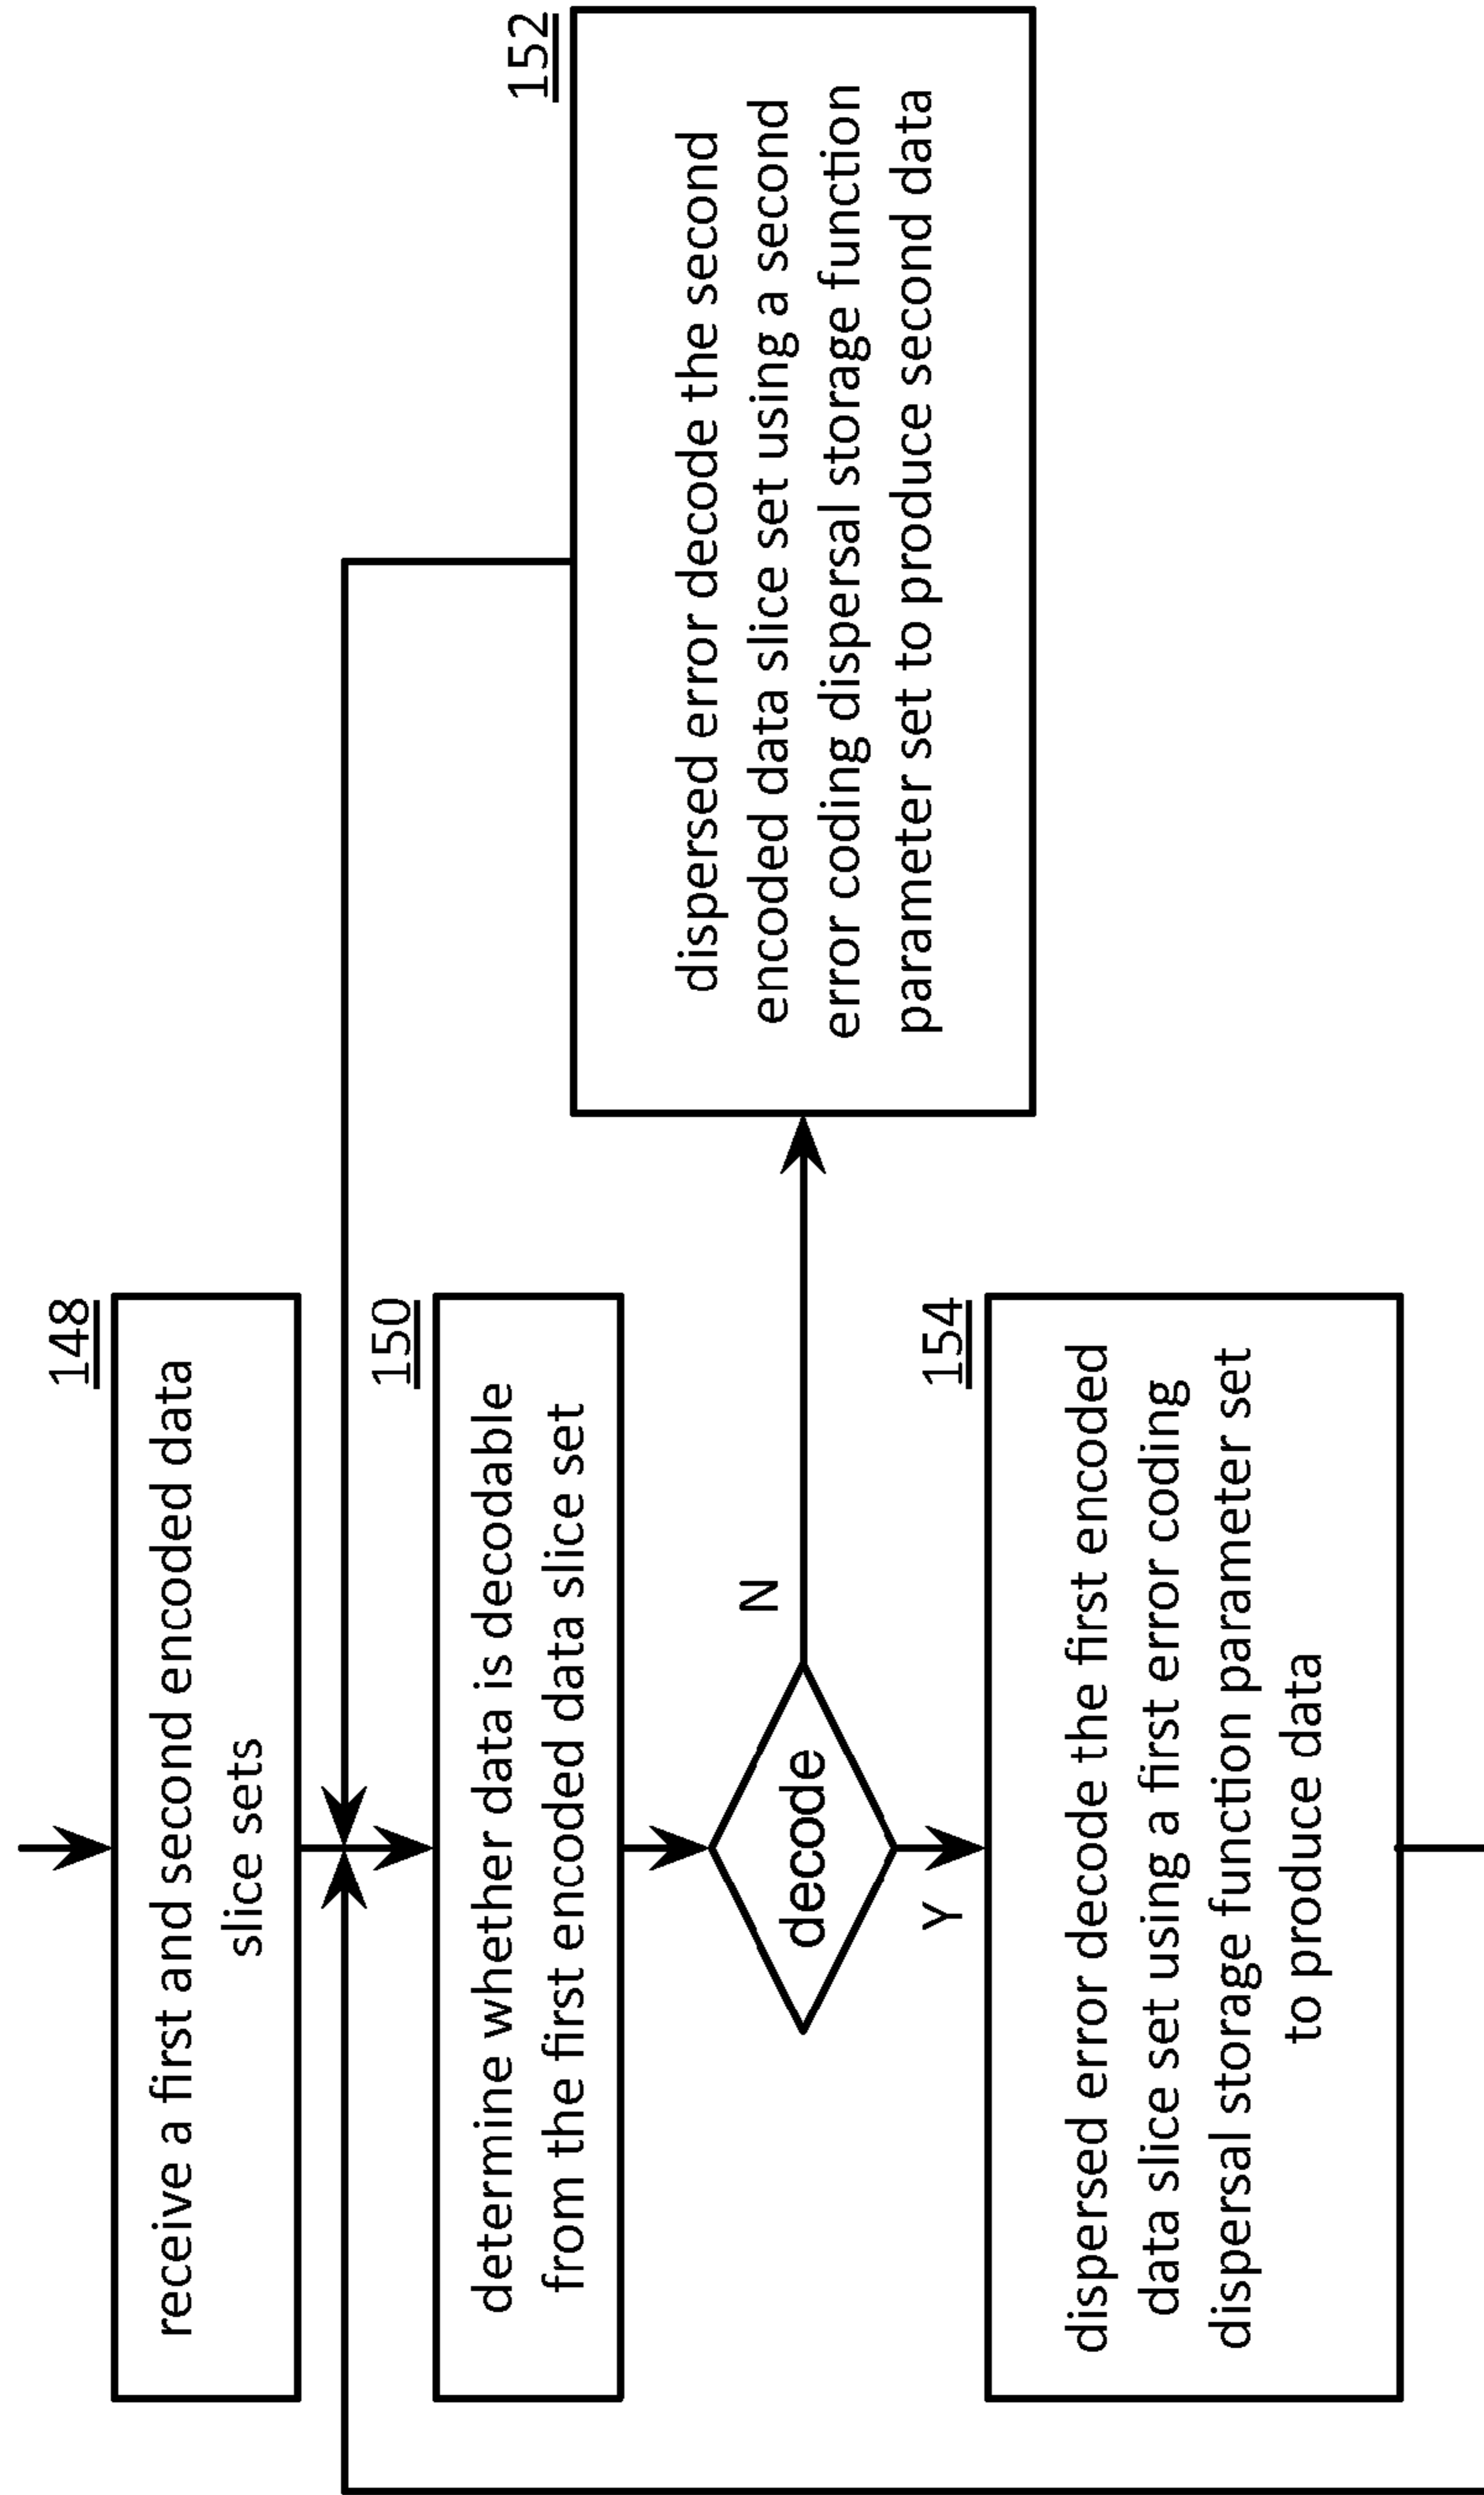 148
receive a first and second encoded data
slice sets
150
determine whether data is decodable
from the first encoded data slice set
decode
N
Y
152
dispersed error decode the second
encoded data slice set using a second
error coding dispersal storage function
parameter set to produce second data
154
dispersed error decode the first encoded
data slice set using a first error coding
dispersal storage function parameter set
to produce data